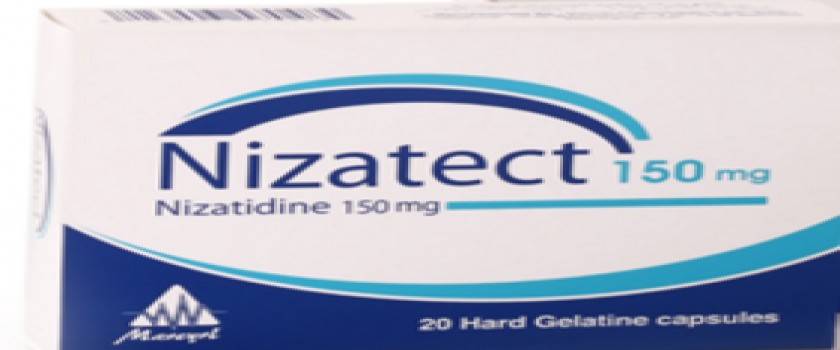 Nizatect 150 mg
Nizatidine 150 mg
20 Hard Gelatine capsules